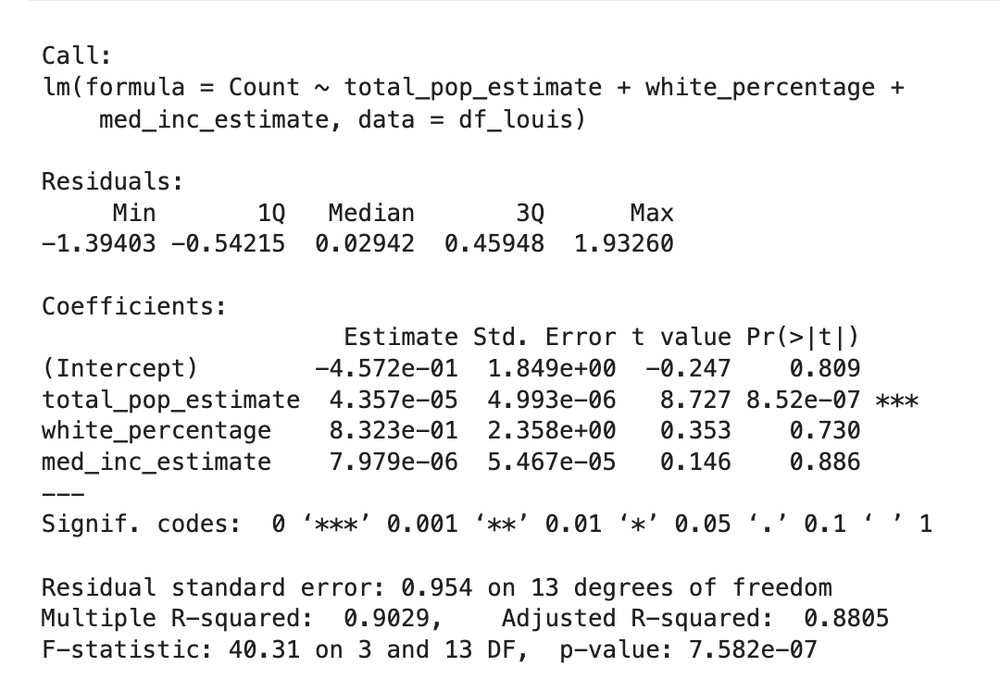 Call:
lm(formula = Count ~ total_pop_estimate + white_percentage +
    med_inc_estimate, data = df_louis)
Residuals:
     Min       1Q   Median       3Q      Max
−1.39403 −0.54215  0.02942  0.45948  1.93260
Coefficients:
                     Estimate Std. Error t value Pr(>|t|)
(Intercept)        −4.572e−01  1.849e+00  −0.247    0.809
total_pop_estimate  4.357e−05  4.993e−06   8.727 8.52e−07 ***
white_percentage    8.323e−01  2.358e+00   0.353    0.730
med_inc_estimate    7.979e−06  5.467e−05   0.146    0.886
−−−
Signif. codes:  0 ‘***’ 0.001 ‘**’ 0.01 ‘*’ 0.05 ‘.’ 0.1 ‘ ’ 1
Residual standard error: 0.954 on 13 degrees of freedom
Multiple R−squared:  0.9029,    Adjusted R−squared:  0.8805
F−statistic: 40.31 on 3 and 13 DF,  p−value: 7.582e−07